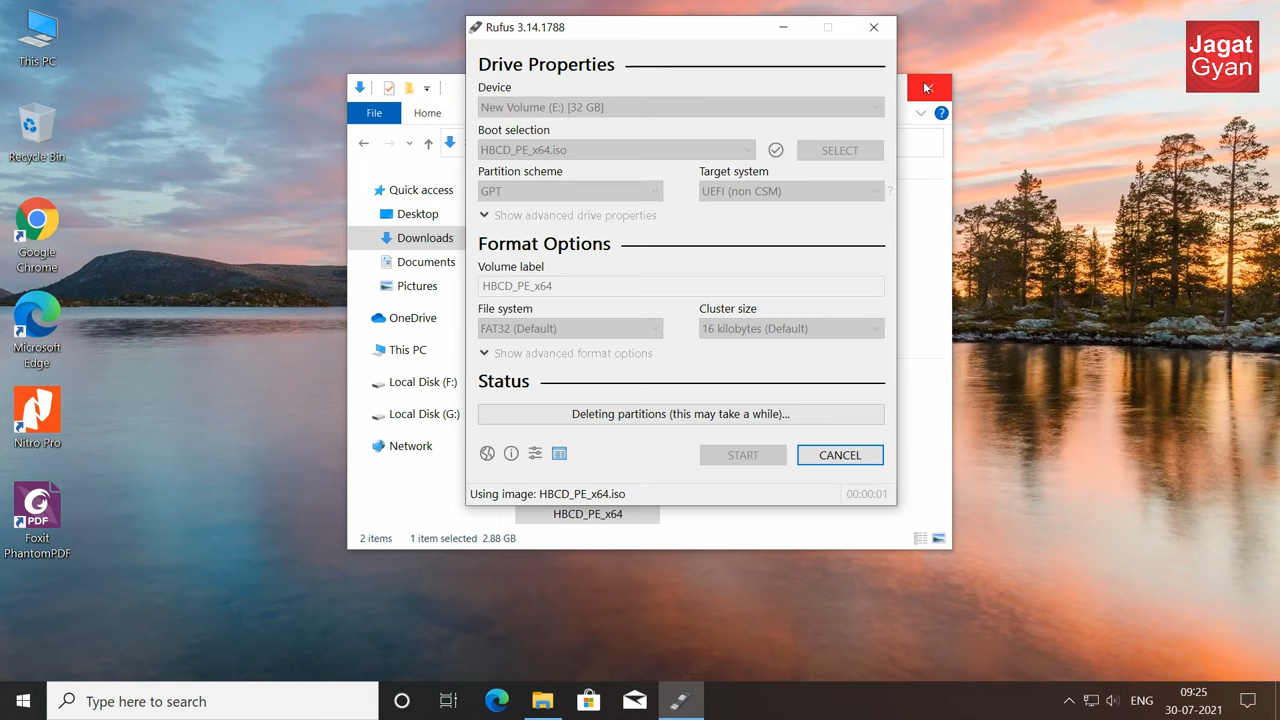 This PC
Recycle Bin
Google
Chrome
Microsoft
Edge
Nitro Pro
PDF
Foxit
PhantomPDF
Jagat
Gyan
File
Home
Quick access
Desktop
Downloads
Documents
Pictures
OneDrive
This PC
Local Disk (F:)
Local Disk (G:)
Network
HBCD_PE_x64
2 items 1 item selected 2.88 GB
Rufus 3.14.1788
Drive Properties
Device
New Volume (E:) [32 GB]
Boot selection
HBCD_PE_x64.iso
SELECT
Partition scheme
Target system
GPT
UEFI (non CSM)
?
Show advanced drive properties
Format Options
Volume label
HBCD_PE_x64
File system
Cluster size
FAT32 (Default)
16 kilobytes (Default)
Show advanced format options
Status
Deleting partitions (this may take a while)...
START
CANCEL
Using image: HBCD_PE_x64.iso
00:00:01
Type here to search
ENG
09:25
30-07-2021